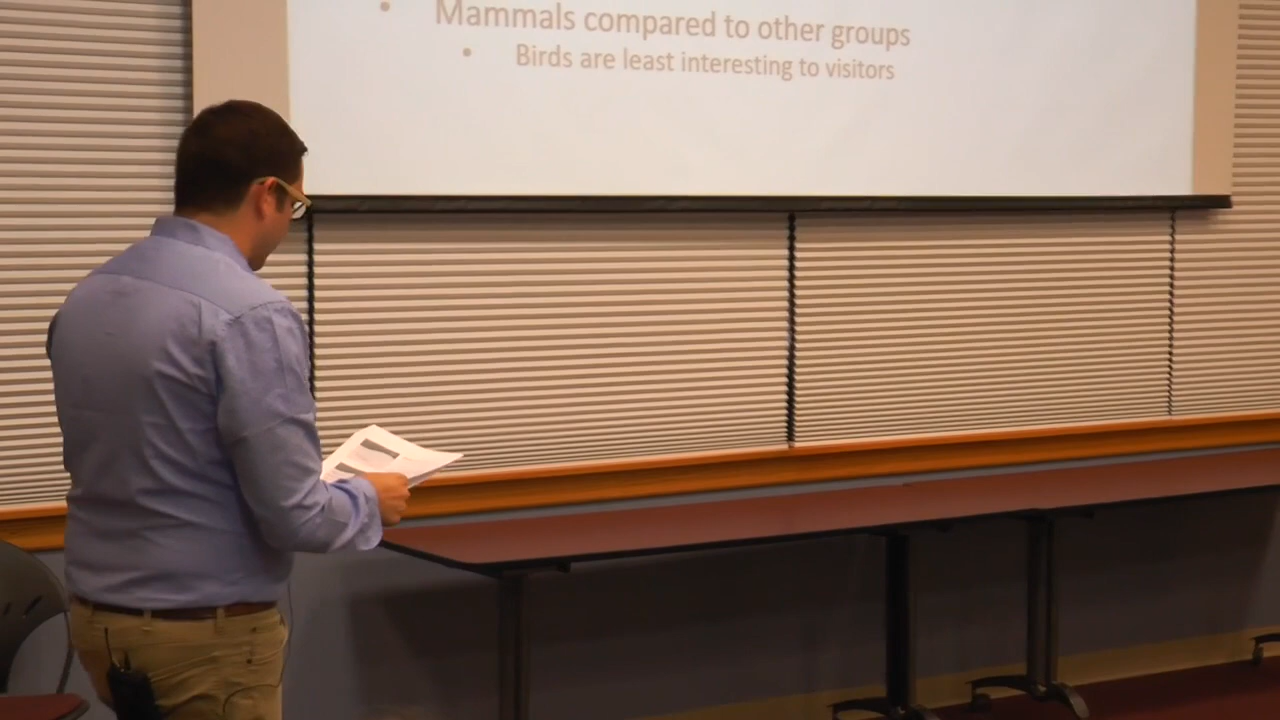 • Mammals compared to other groups
• Birds are least interesting to visitors